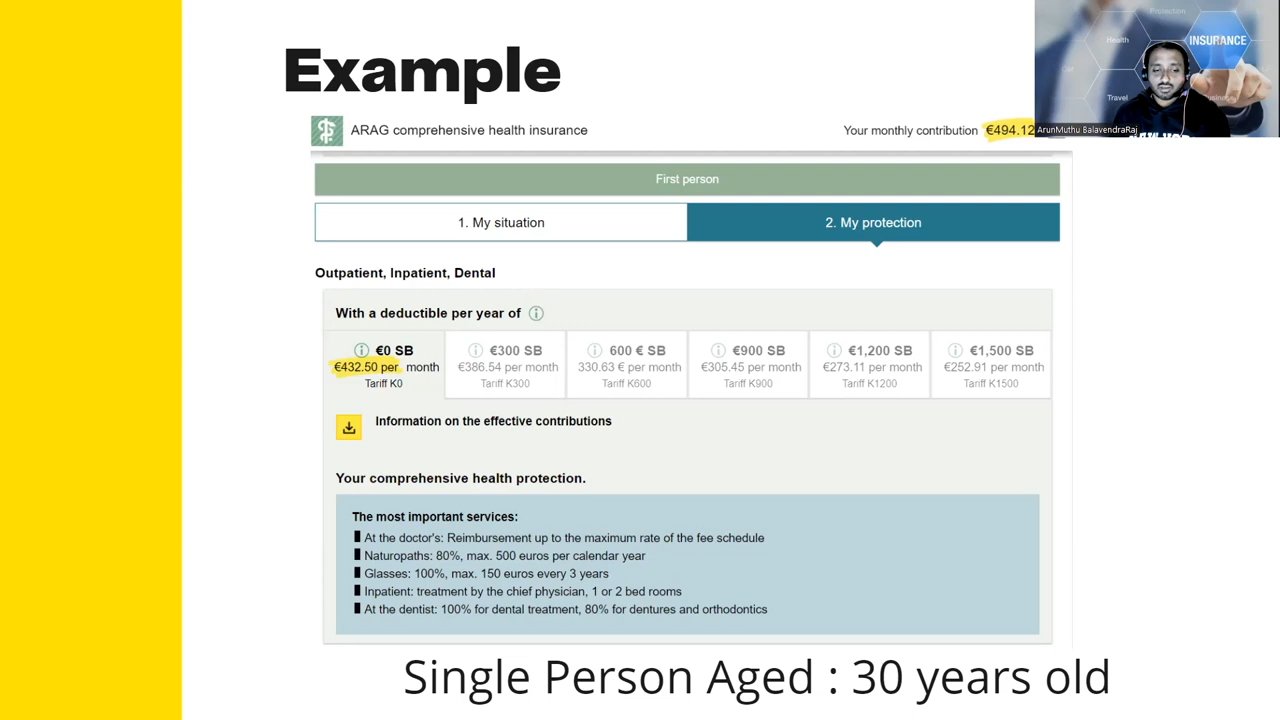 Example
ARAG comprehensive health insurance
Your monthly contribution €494.12
First person
1. My situation
2. My protection
Outpatient, Inpatient, Dental
With a deductible per year of
€0 SB
€432.50 per month
Tariff K0
€300 SB
€386.54 per month
Tariff K300
600 € SB
330.63 € per month
Tariff K600
€900 SB
€305.45 per month
Tariff K900
€1,200 SB
€273.11 per month
Tariff K1200
€1,500 SB
€252.91 per month
Tariff K1500
Information on the effective contributions
Your comprehensive health protection.
The most important services:
At the doctor's: Reimbursement up to the maximum rate of the fee schedule
Naturopaths: 80%, max. 500 euros per calendar year
Glasses: 100%, max. 150 euros every 3 years
Inpatient: treatment by the chief physician, 1 or 2 bed rooms
At the dentist: 100% for dental treatment, 80% for dentures and orthodontics
Single Person Aged : 30 years old
Protection
Health
INSURANCE
Travel
Business
ArunMuthu BalavendraRaj